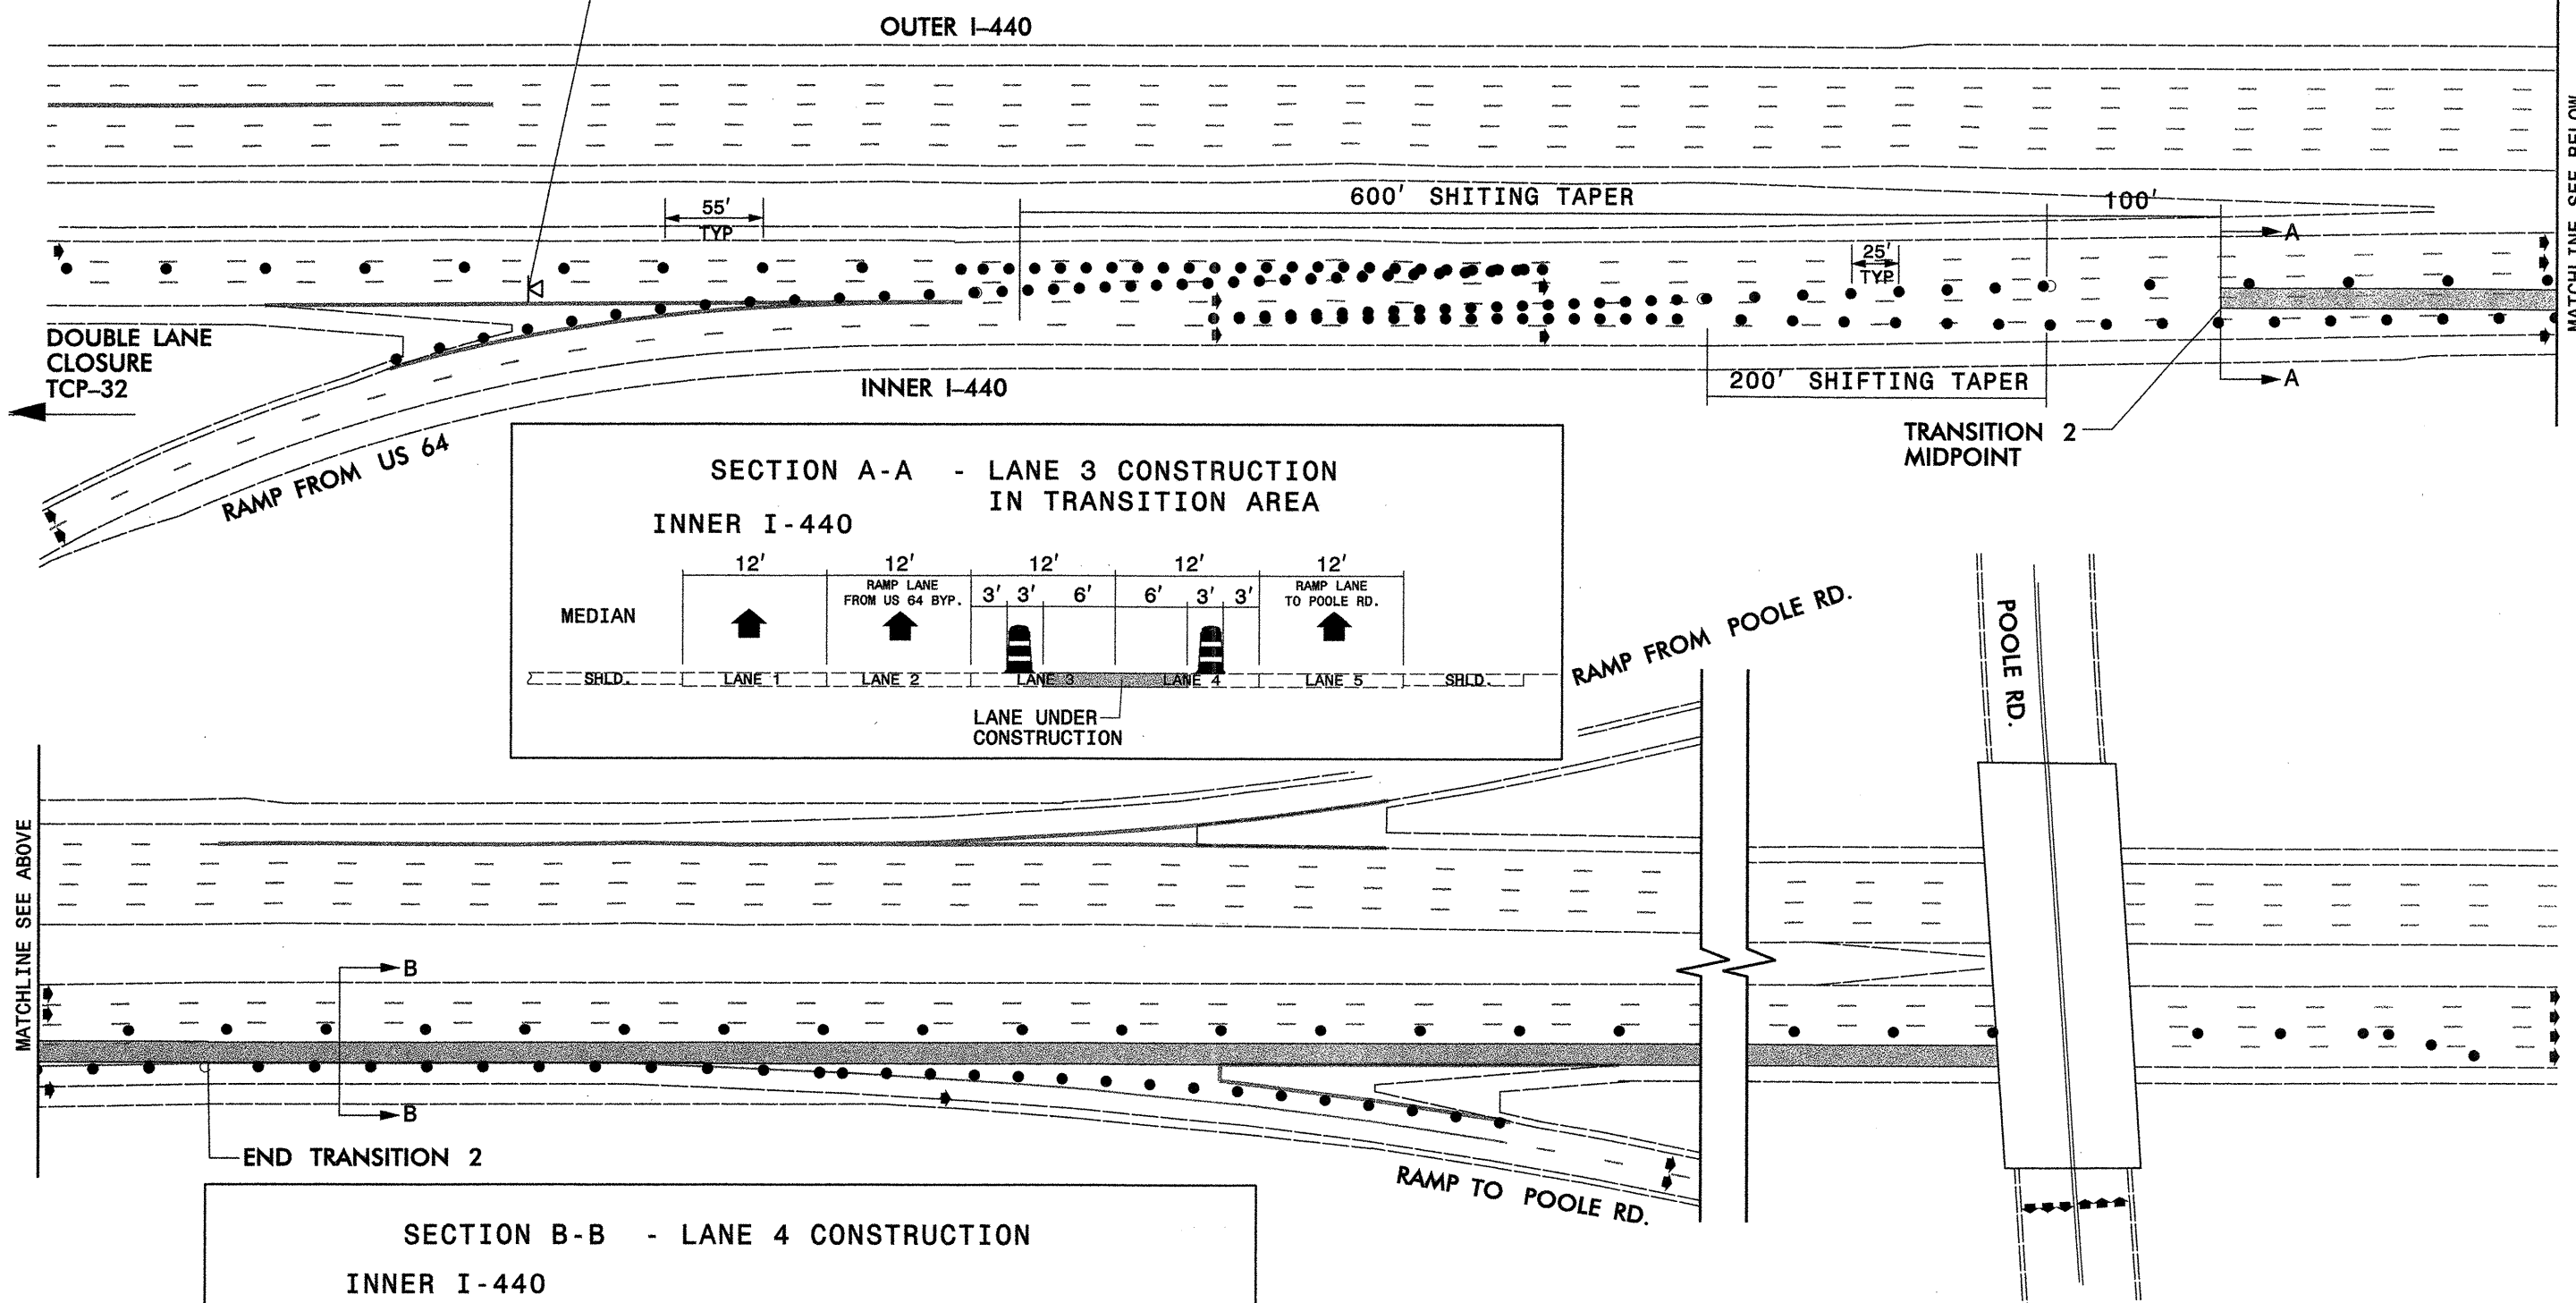 OUTER I-440
600' SHITING TAPER
100'
55'
TYP
25'
TYP
A
A
MATCHLINE SEE BELOW
DOUBLE LANE
CLOSURE
TCP-32
INNER I-440
200' SHIFTING TAPER
TRANSITION 2
MIDPOINT
RAMP FROM US 64
SECTION A-A - LANE 3 CONSTRUCTION
IN TRANSITION AREA
INNER I-440
12' 12' 12' 12' 12'
RAMP LANE
FROM US 64 BYP.
3' 3' 6' 6' 3' 3'
RAMP LANE
TO POOLE RD.
MEDIAN
SHLD. LANE 1 LANE 2 LANE 3 LANE 4 LANE 5 SHLD.
LANE UNDER
CONSTRUCTION
RAMP FROM POOLE RD.
POOLE RD.
MATCHLINE SEE ABOVE
B
B
END TRANSITION 2
RAMP TO POOLE RD.
SECTION B-B - LANE 4 CONSTRUCTION
INNER I-440